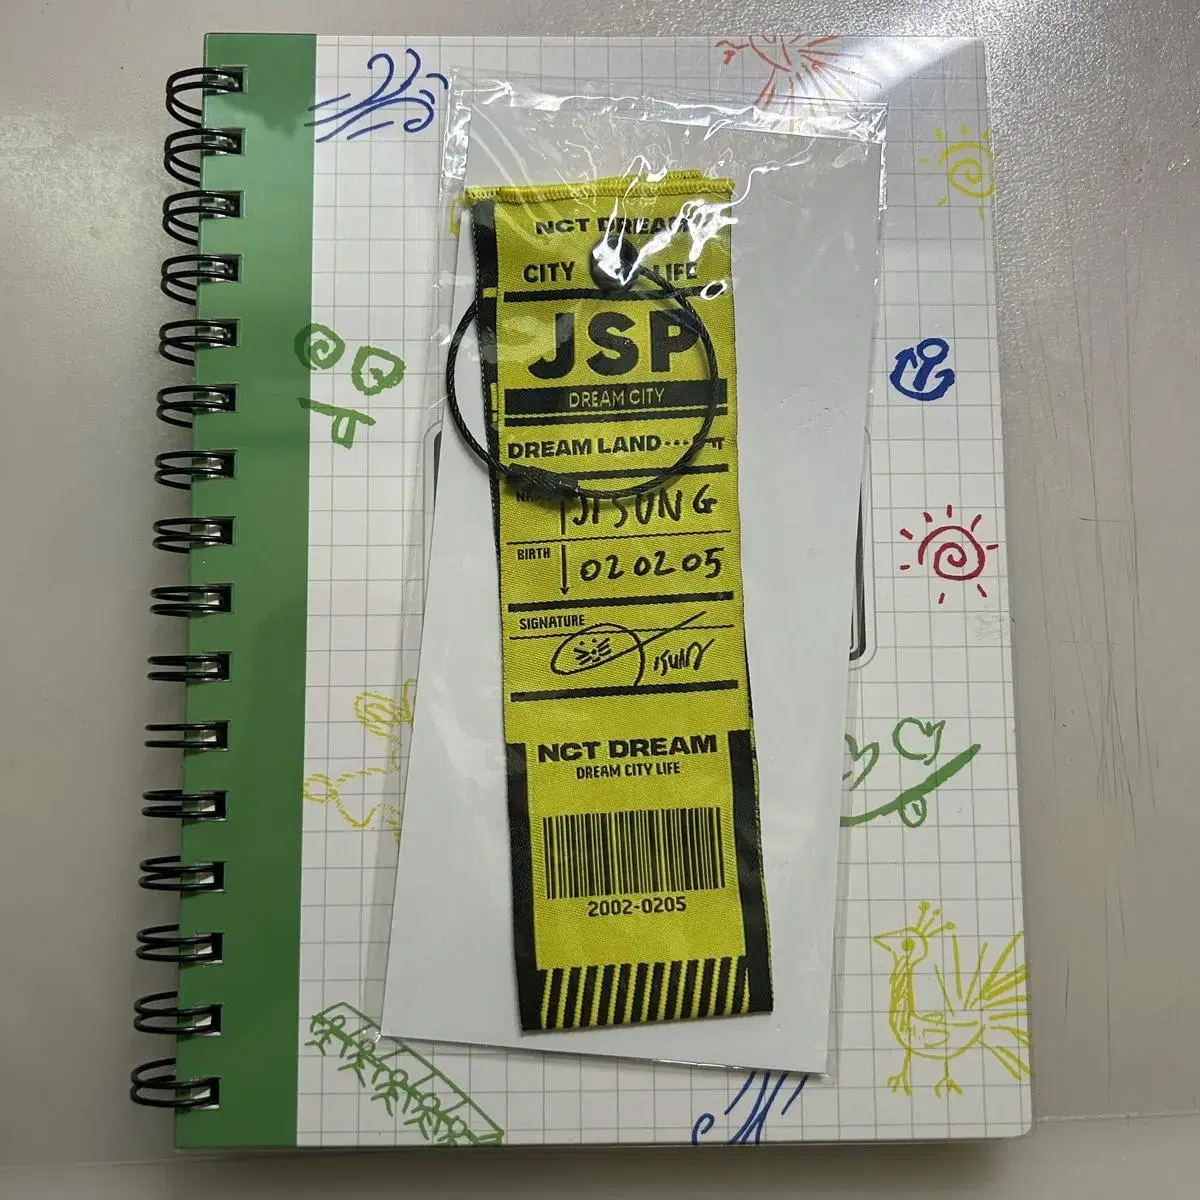 NCT DREAM
CITY LIFE
JSP
DREAM CITY
DREAM LAND
NAME JISUNG
BIRTH 020205
SIGNATURE
NCT DREAM
DREAM CITY LIFE
2002-0205